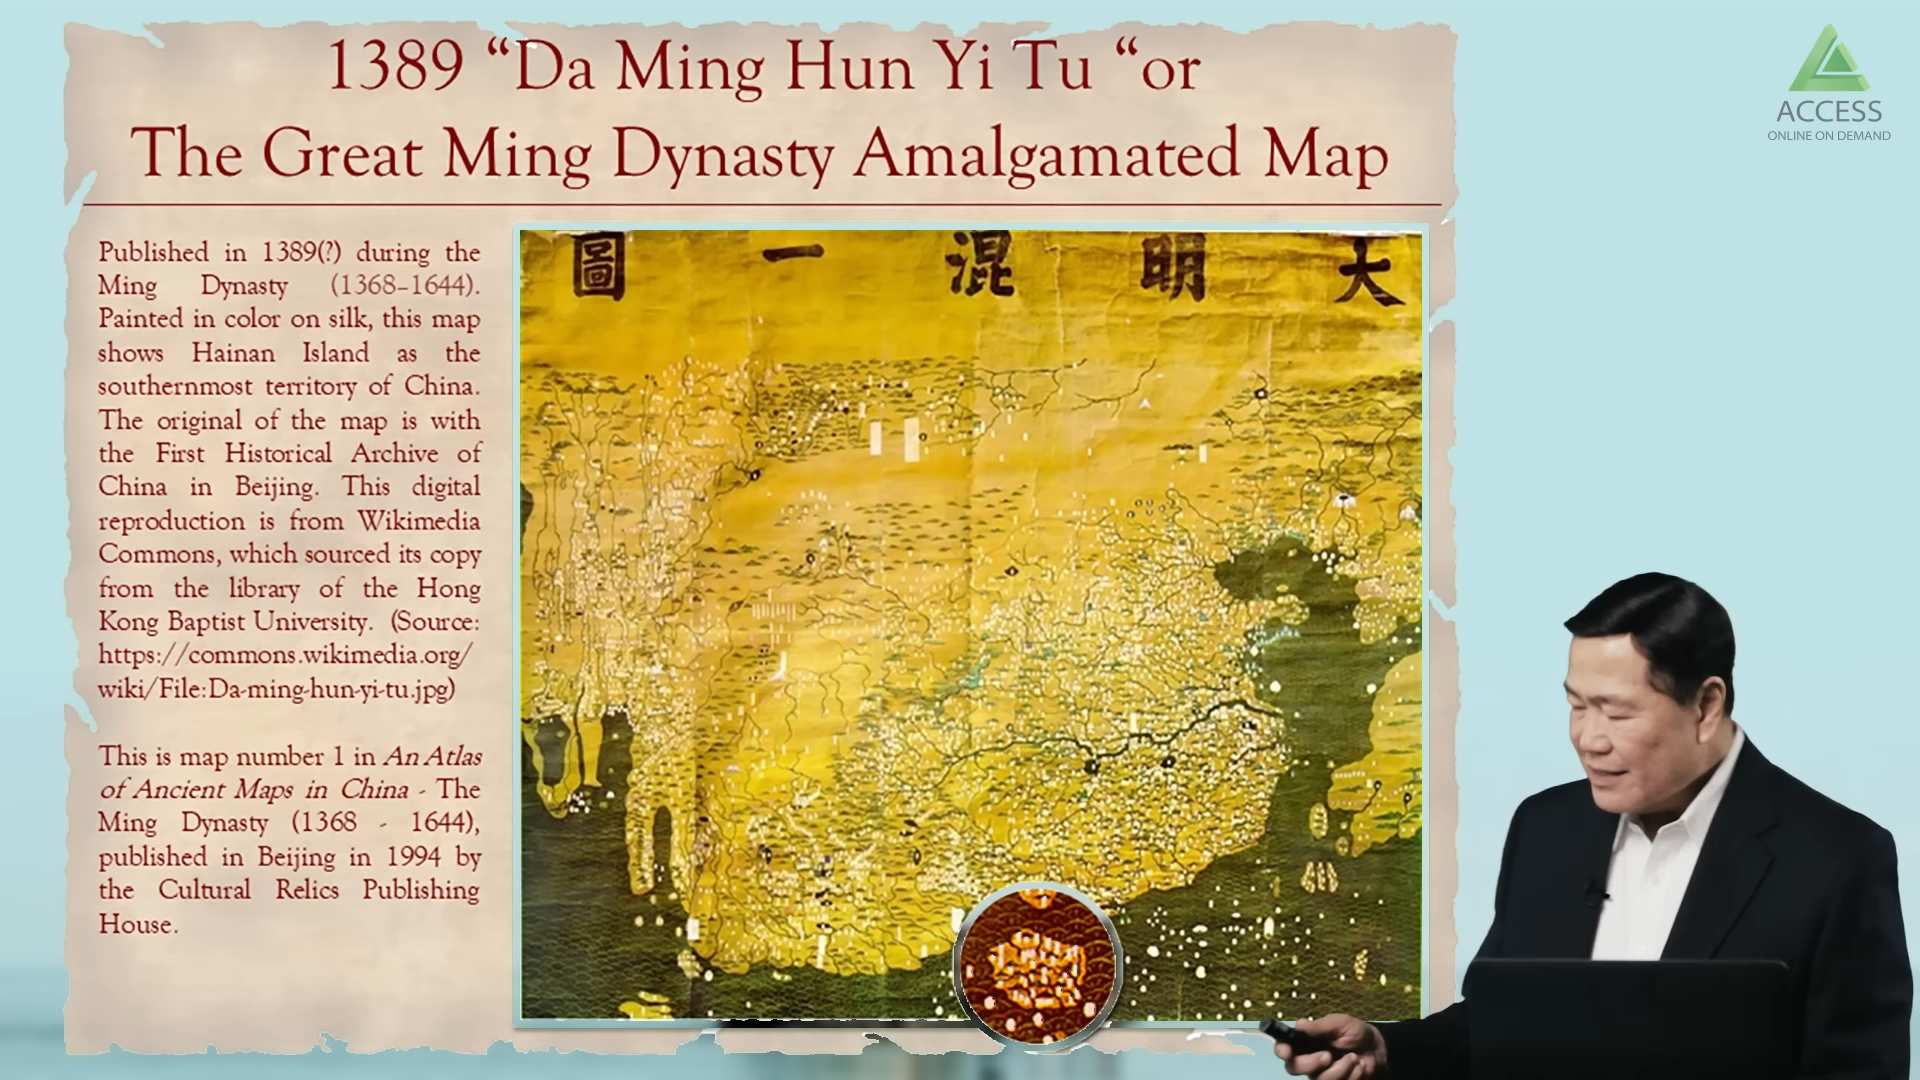 1389 “Da Ming Hun Yi Tu “or
The Great Ming Dynasty Amalgamated Map
ACCESS
ONLINE ON DEMAND
Published in 1389(?) during the
Ming Dynasty (1368–1644).
Painted in color on silk, this map
shows Hainan Island as the
southernmost territory of China.
The original of the map is with
the First Historical Archive of
China in Beijing. This digital
reproduction is from Wikimedia
Commons, which sourced its copy
from the library of the Hong
Kong Baptist University. (Source:
https://commons.wikimedia.org/
wiki/File:Da-ming-hun-yi-tu.jpg)
This is map number 1 in An Atlas
of Ancient Maps in China - The
Ming Dynasty (1368 - 1644),
published in Beijing in 1994 by
the Cultural Relics Publishing
House.
大明混一圖